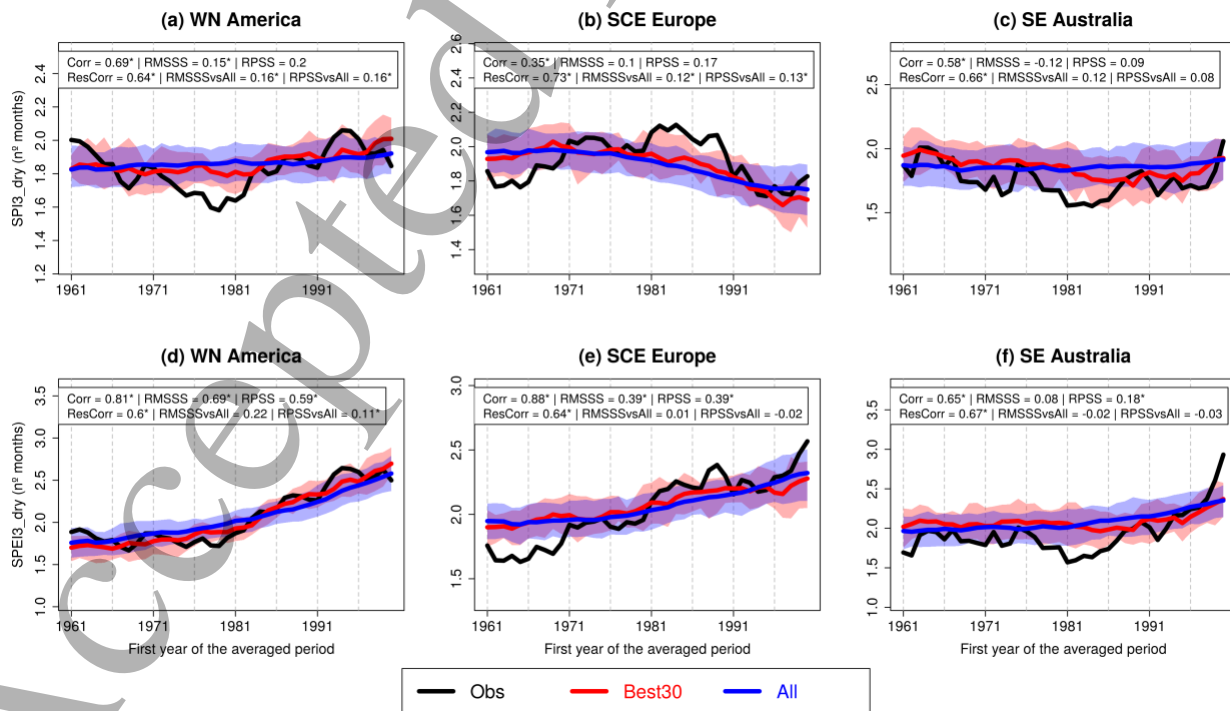 (a) WN America
Corr = 0.69* | RMSSS = 0.15* | RPSS = 0.2
ResCorr = 0.64* | RMSSSvsAll = 0.16* | RPSSvsAll = 0.16*
SPI3_dry (nº months)
2.4
2.2
2.0
1.8
1.6
1.4
1.2
1961 1971 1981 1991
(b) SCE Europe
Corr = 0.35* | RMSSS = 0.1 | RPSS = 0.17
ResCorr = 0.73* | RMSSSvsAll = 0.12* | RPSSvsAll = 0.13*
2.6
2.4
2.2
2.0
1.8
1.6
1.4
1961 1971 1981 1991
(c) SE Australia
Corr = 0.58* | RMSSS = -0.12 | RPSS = 0.09
ResCorr = 0.66* | RMSSSvsAll = 0.12 | RPSSvsAll = 0.08
2.5
2.0
1.5
1961 1971 1981 1991
(d) WN America
Corr = 0.81* | RMSSS = 0.69* | RPSS = 0.59*
ResCorr = 0.6* | RMSSSvsAll = 0.22 | RPSSvsAll = 0.11*
SPEI3_dry (nº months)
3.5
3.0
2.5
2.0
1.5
1.0
1961 1971 1981 1991
First year of the averaged period
(e) SCE Europe
Corr = 0.88* | RMSSS = 0.39* | RPSS = 0.39*
ResCorr = 0.64* | RMSSSvsAll = 0.01 | RPSSvsAll = -0.02
3.0
2.5
2.0
1.5
1961 1971 1981 1991
First year of the averaged period
(f) SE Australia
Corr = 0.65* | RMSSS = 0.08 | RPSS = 0.18*
ResCorr = 0.67* | RMSSSvsAll = -0.02 | RPSSvsAll = -0.03
3.5
3.0
2.5
2.0
1.5
1.0
1961 1971 1981 1991
First year of the averaged period
Obs Best30 All
Accepted